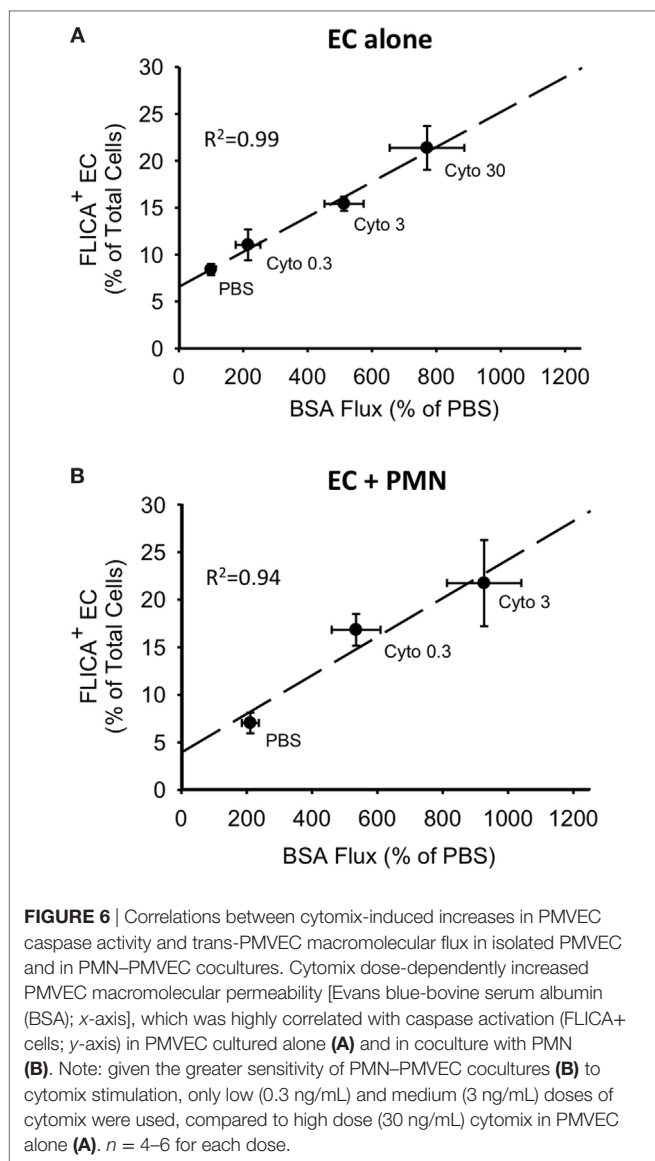 A
EC alone
30
25
20
15
10
5
0
FLICA+ EC
(% of Total Cells)
R2=0.99
Cyto 30
Cyto 3
Cyto 0.3
PBS
0 200 400 600 800 1000 1200
BSA Flux (% of PBS)
B
EC + PMN
30
25
20
15
10
5
0
FLICA+ EC
(% of Total Cells)
R2=0.94
Cyto 3
Cyto 0.3
PBS
0 200 400 600 800 1000 1200
BSA Flux (% of PBS)
FIGURE 6 | Correlations between cytomix-induced increases in PMVEC
caspase activity and trans-PMVEC macromolecular flux in isolated PMVEC
and in PMN–PMVEC cocultures. Cytomix dose-dependently increased
PMVEC macromolecular permeability [Evans blue-bovine serum albumin
(BSA); x-axis], which was highly correlated with caspase activation (FLICA+
cells; y-axis) in PMVEC cultured alone (A) and in coculture with PMN
(B). Note: given the greater sensitivity of PMN–PMVEC cocultures (B) to
cytomix stimulation, only low (0.3 ng/mL) and medium (3 ng/mL) doses of
cytomix were used, compared to high dose (30 ng/mL) cytomix in PMVEC
alone (A). n = 4–6 for each dose.